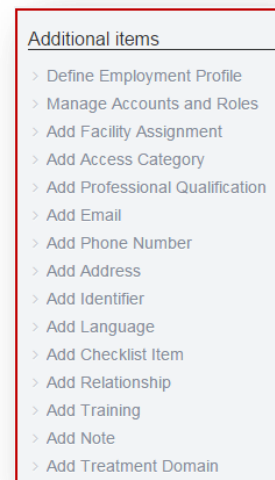 Additional items
> Define Employment Profile
> Manage Accounts and Roles
> Add Facility Assignment
> Add Access Category
> Add Professional Qualification
> Add Email
> Add Phone Number
> Add Address
> Add Identifier
> Add Language
> Add Checklist Item
> Add Relationship
> Add Training
> Add Note
> Add Treatment Domain